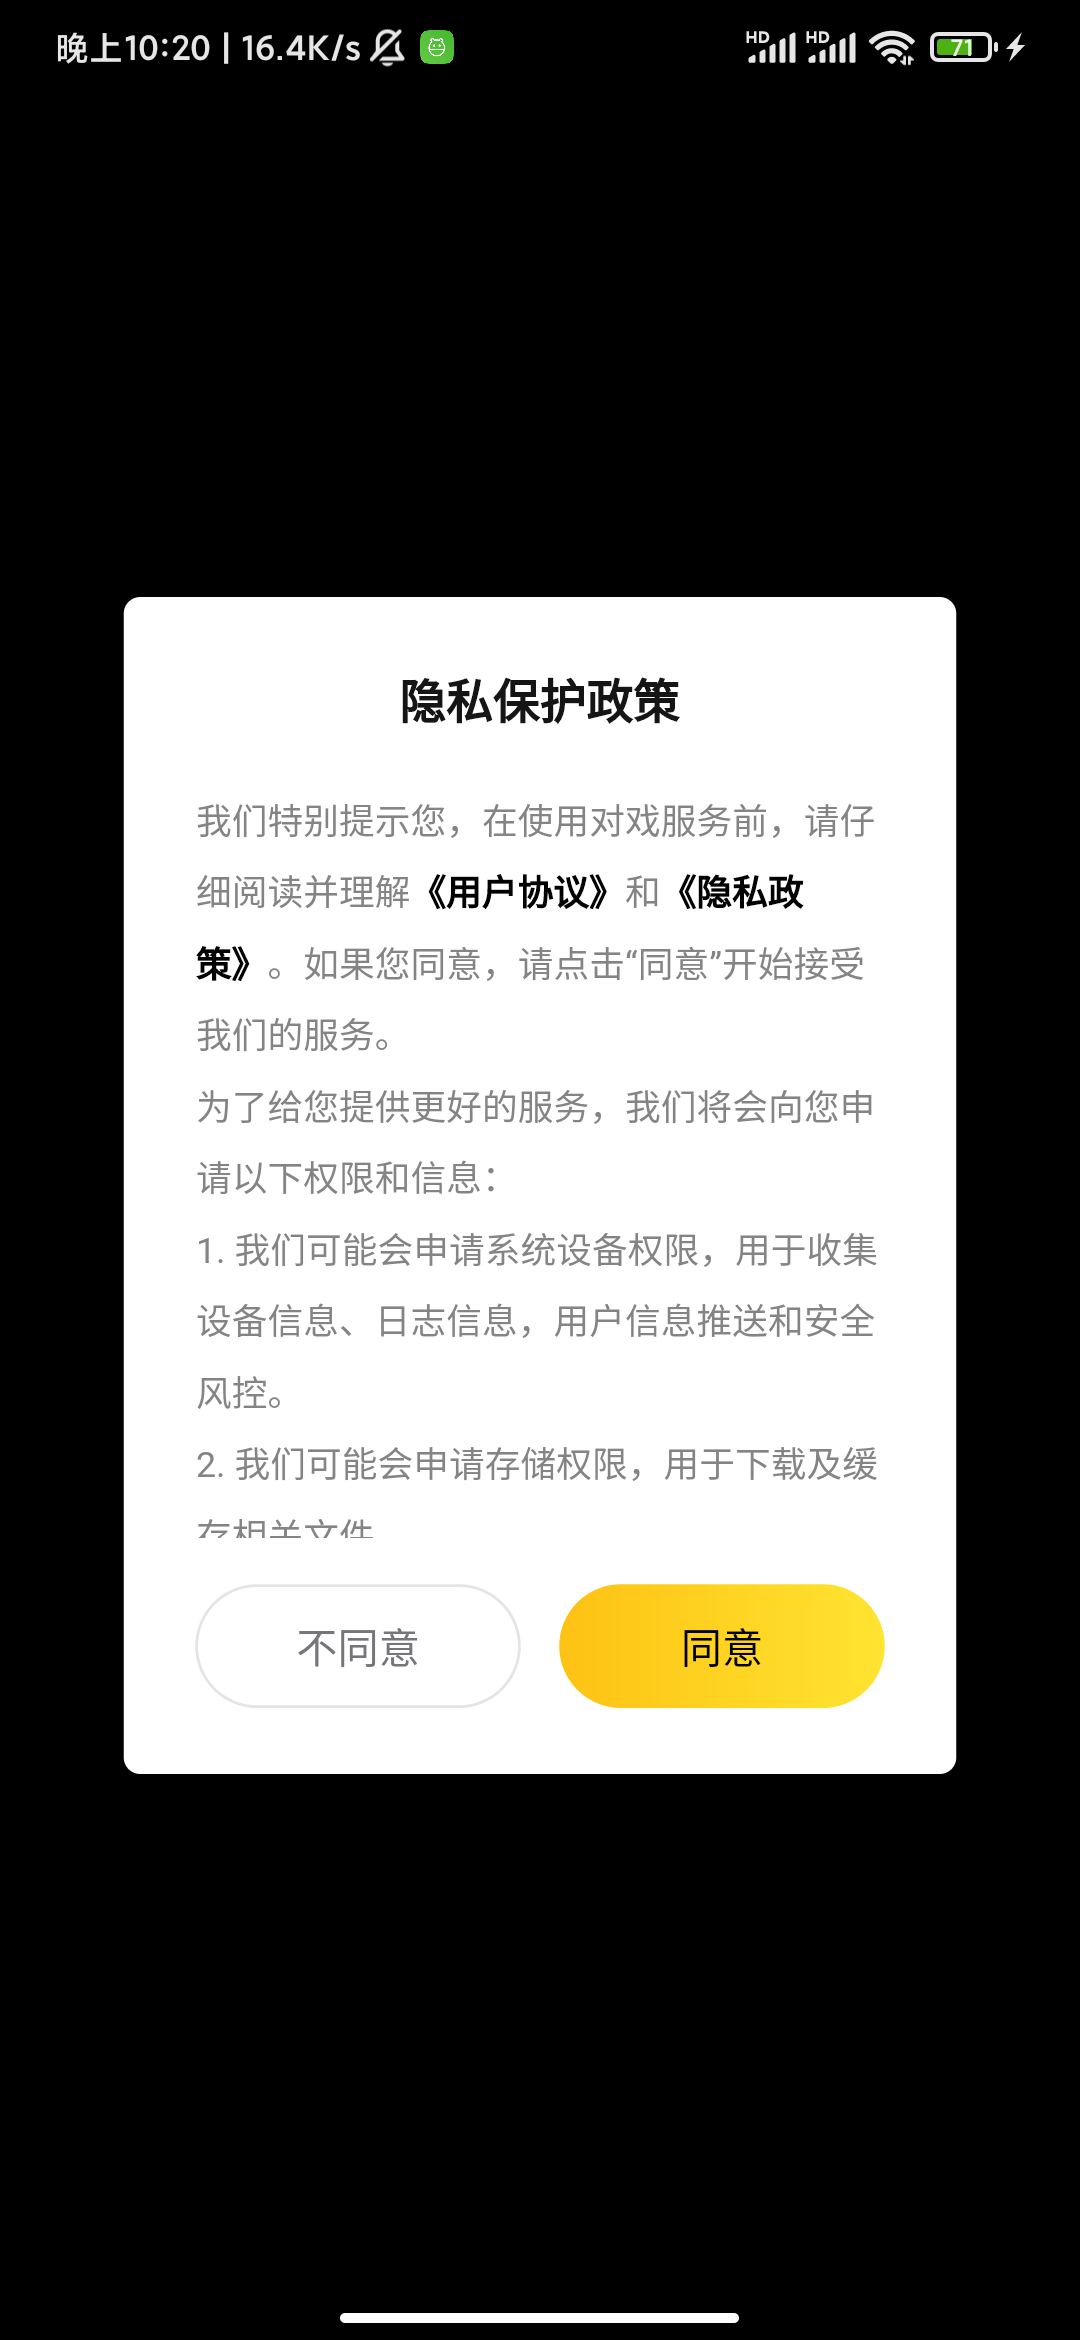 晚上10:20 | 16.4K/s
HD HD 71
隐私保护政策
我们特别提示您，在使用对戏服务前，请仔
细阅读并理解《用户协议》和《隐私政
策》。如果您同意，请点击“同意”开始接受
我们的服务。
为了给您提供更好的服务，我们将会向您申
请以下权限和信息：
1. 我们可能会申请系统设备权限，用于收集
设备信息、日志信息，用户信息推送和安全
风控。
2. 我们可能会申请存储权限，用于下载及缓
存相关文件
不同意
同意